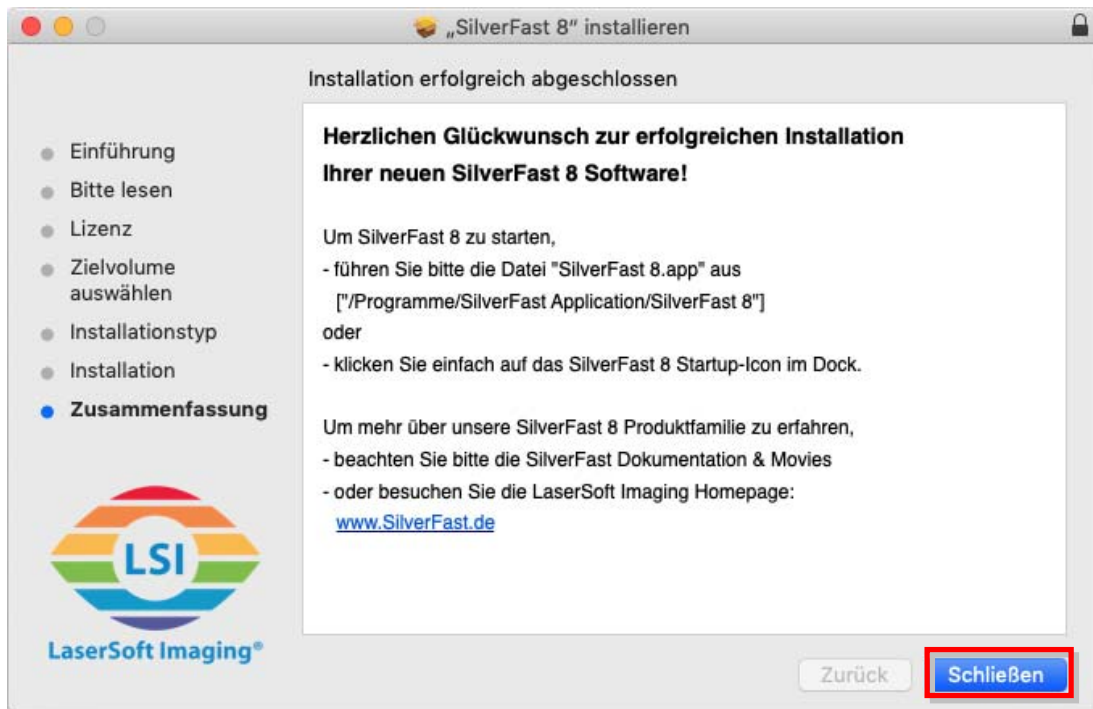 „SilverFast 8“ installieren
Installation erfolgreich abgeschlossen
Einführung
Bitte lesen
Lizenz
Zielvolume
auswählen
Installationstyp
Installation
Zusammenfassung
LSI
LaserSoft Imaging®
Herzlichen Glückwunsch zur erfolgreichen Installation
Ihrer neuen SilverFast 8 Software!
Um SilverFast 8 zu starten,
- führen Sie bitte die Datei "SilverFast 8.app" aus
["/Programme/SilverFast Application/SilverFast 8"]
oder
- klicken Sie einfach auf das SilverFast 8 Startup-Icon im Dock.
Um mehr über unsere SilverFast 8 Produktfamilie zu erfahren,
- beachten Sie bitte die SilverFast Dokumentation & Movies
- oder besuchen Sie die LaserSoft Imaging Homepage:
www.SilverFast.de
Zurück
Schließen